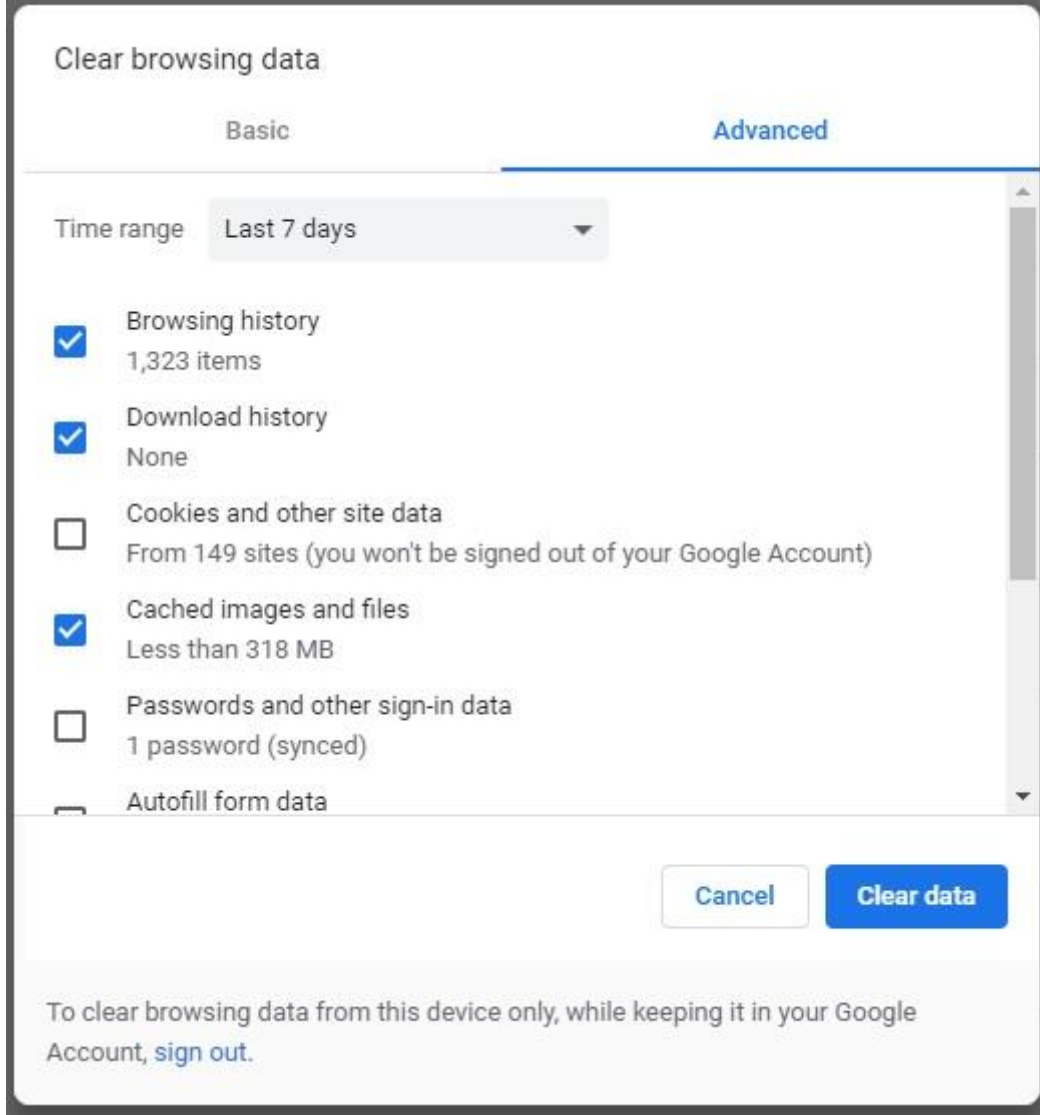 Clear browsing data
Basic
Advanced
Time range
Last 7 days
Browsing history
1,323 items
Download history
None
Cookies and other site data
From 149 sites (you won't be signed out of your Google Account)
Cached images and files
Less than 318 MB
Passwords and other sign-in data
1 password (synced)
Autofill form data
Cancel
Clear data
To clear browsing data from this device only, while keeping it in your Google
Account, sign out.